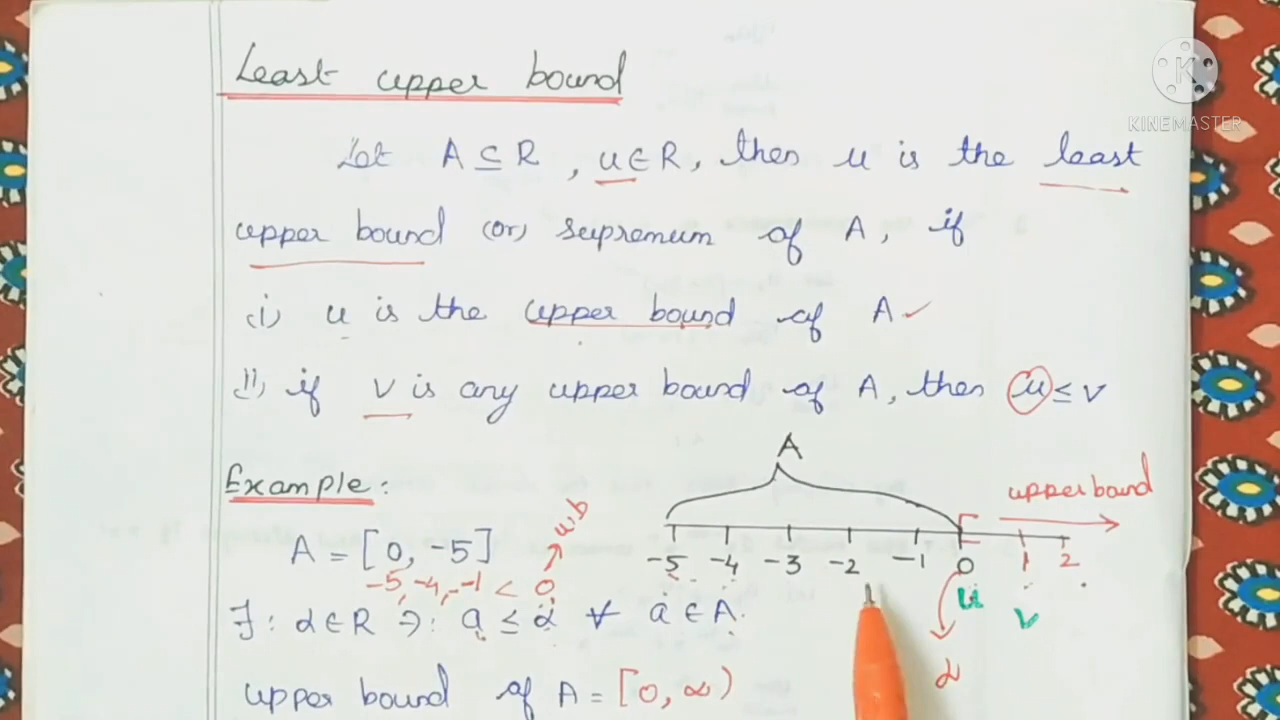 Least upper bound
K
KINEMASTER
Let A ⊆ R, u ∈ R, then u is the least
upper bound (or) supremum of A, if
(i) u is the upper bound of A ✓
(ii) if v is any upper bound of A, then u ≤ v
A
Example:
upper bound
A = [0, -5]
u.b
-5 -4 -3 -2 -1 0 1 2
-5, -4, -1 < 0
u
v
∃ : α ∈ R ∋: a ≤ α ∀ a ∈ A.
α
upper bound of A = [0, ∞)